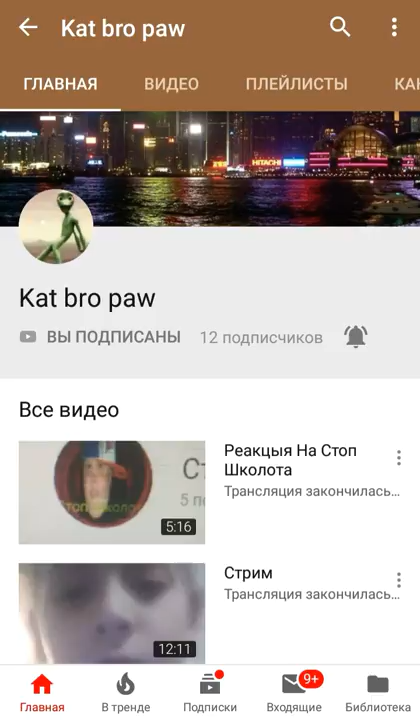 Kat bro paw
ГЛАВНАЯ ВИДЕО ПЛЕЙЛИСТЫ
HITACHI
Kat bro paw
ВЫ ПОДПИСАНЫ 12 подписчиков
Все видео
Реакцыя На Стоп
Школота
Трансляция закончилась...
5:16
Стрим
Трансляция закончилась...
12:11
9+
Главная В тренде Подписки Входящие Библиотека